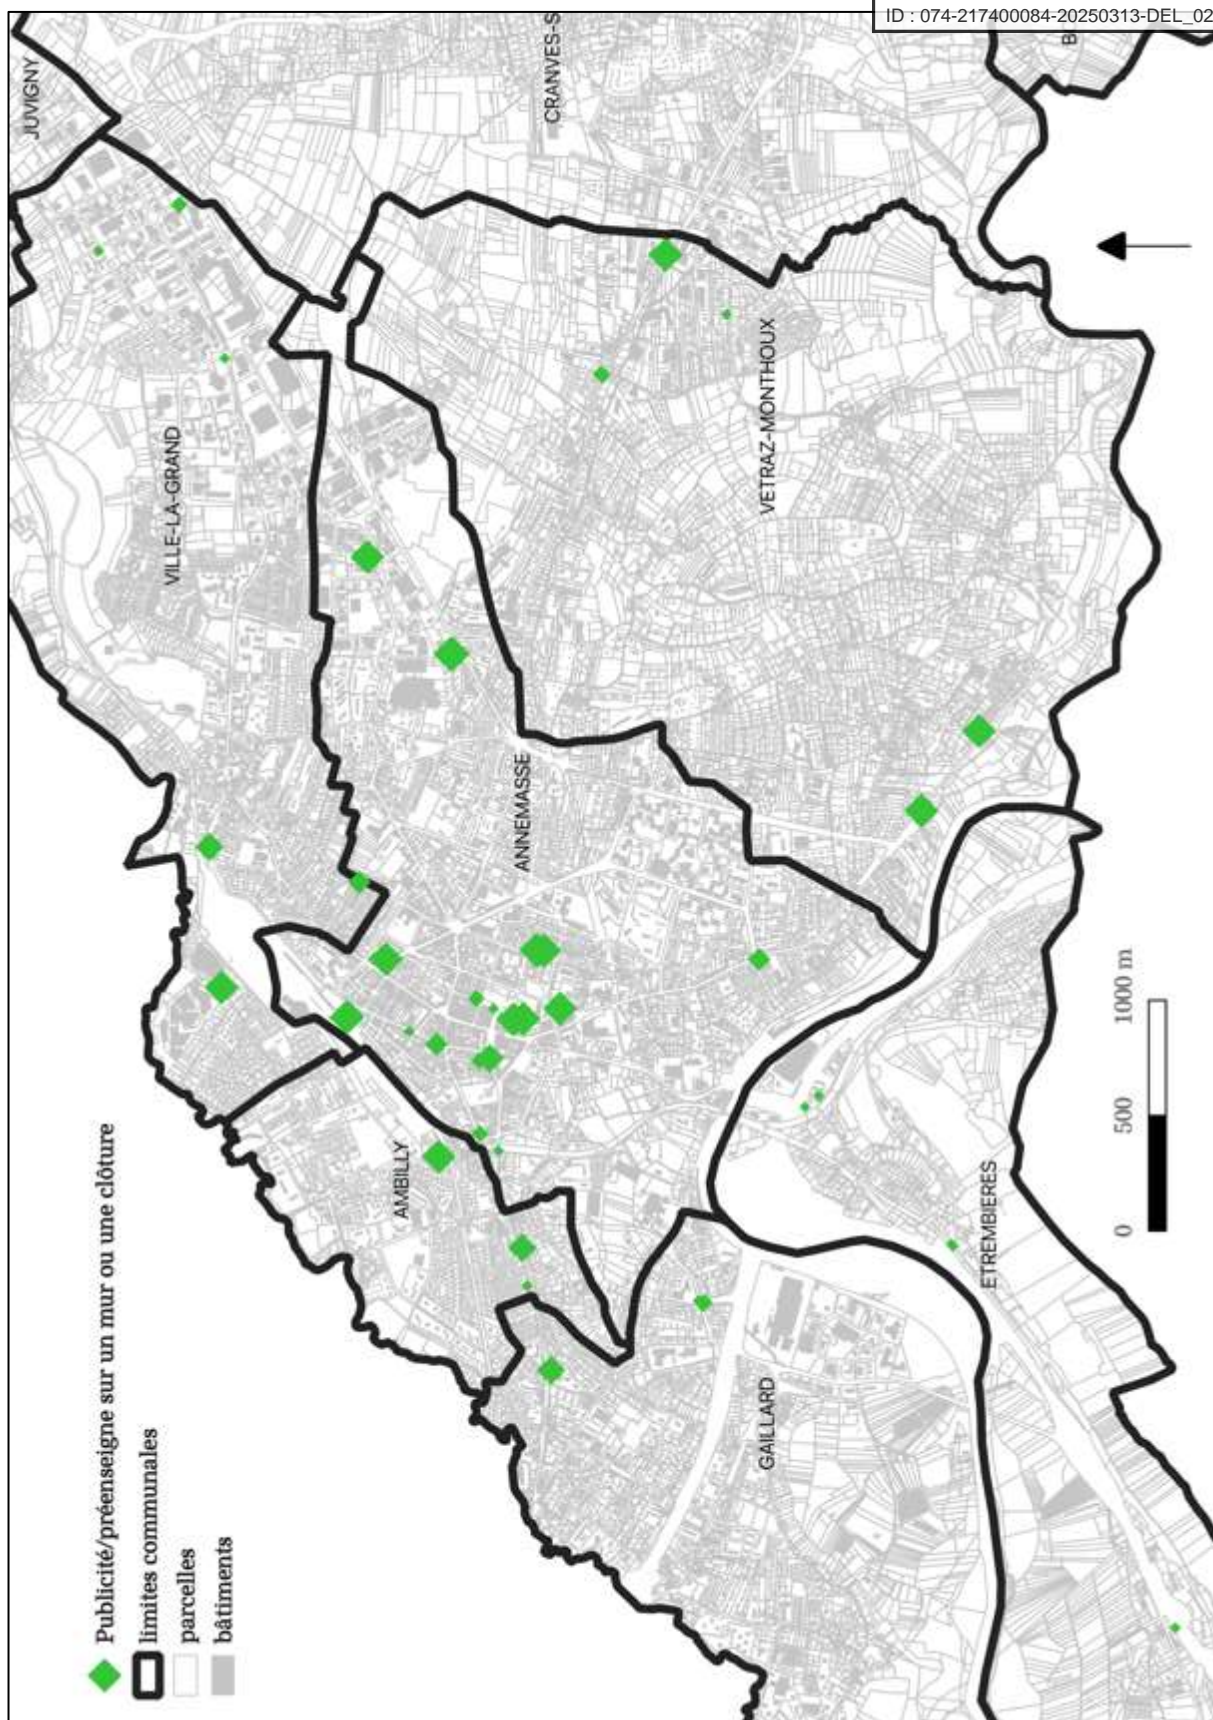 ID : 074-217400084-20250313-DEL_02
JUVIGNY
CRANVES-S
B
VILLE-LA-GRAND
VETRAZ-MONTHOUX
ANNEMASSE
AMBILLY
ETREMBIERES
GAILLARD
Publicité/préenseigne sur un mur ou une clôture
limites communales
parcelles
bâtiments
0 500 1000 m